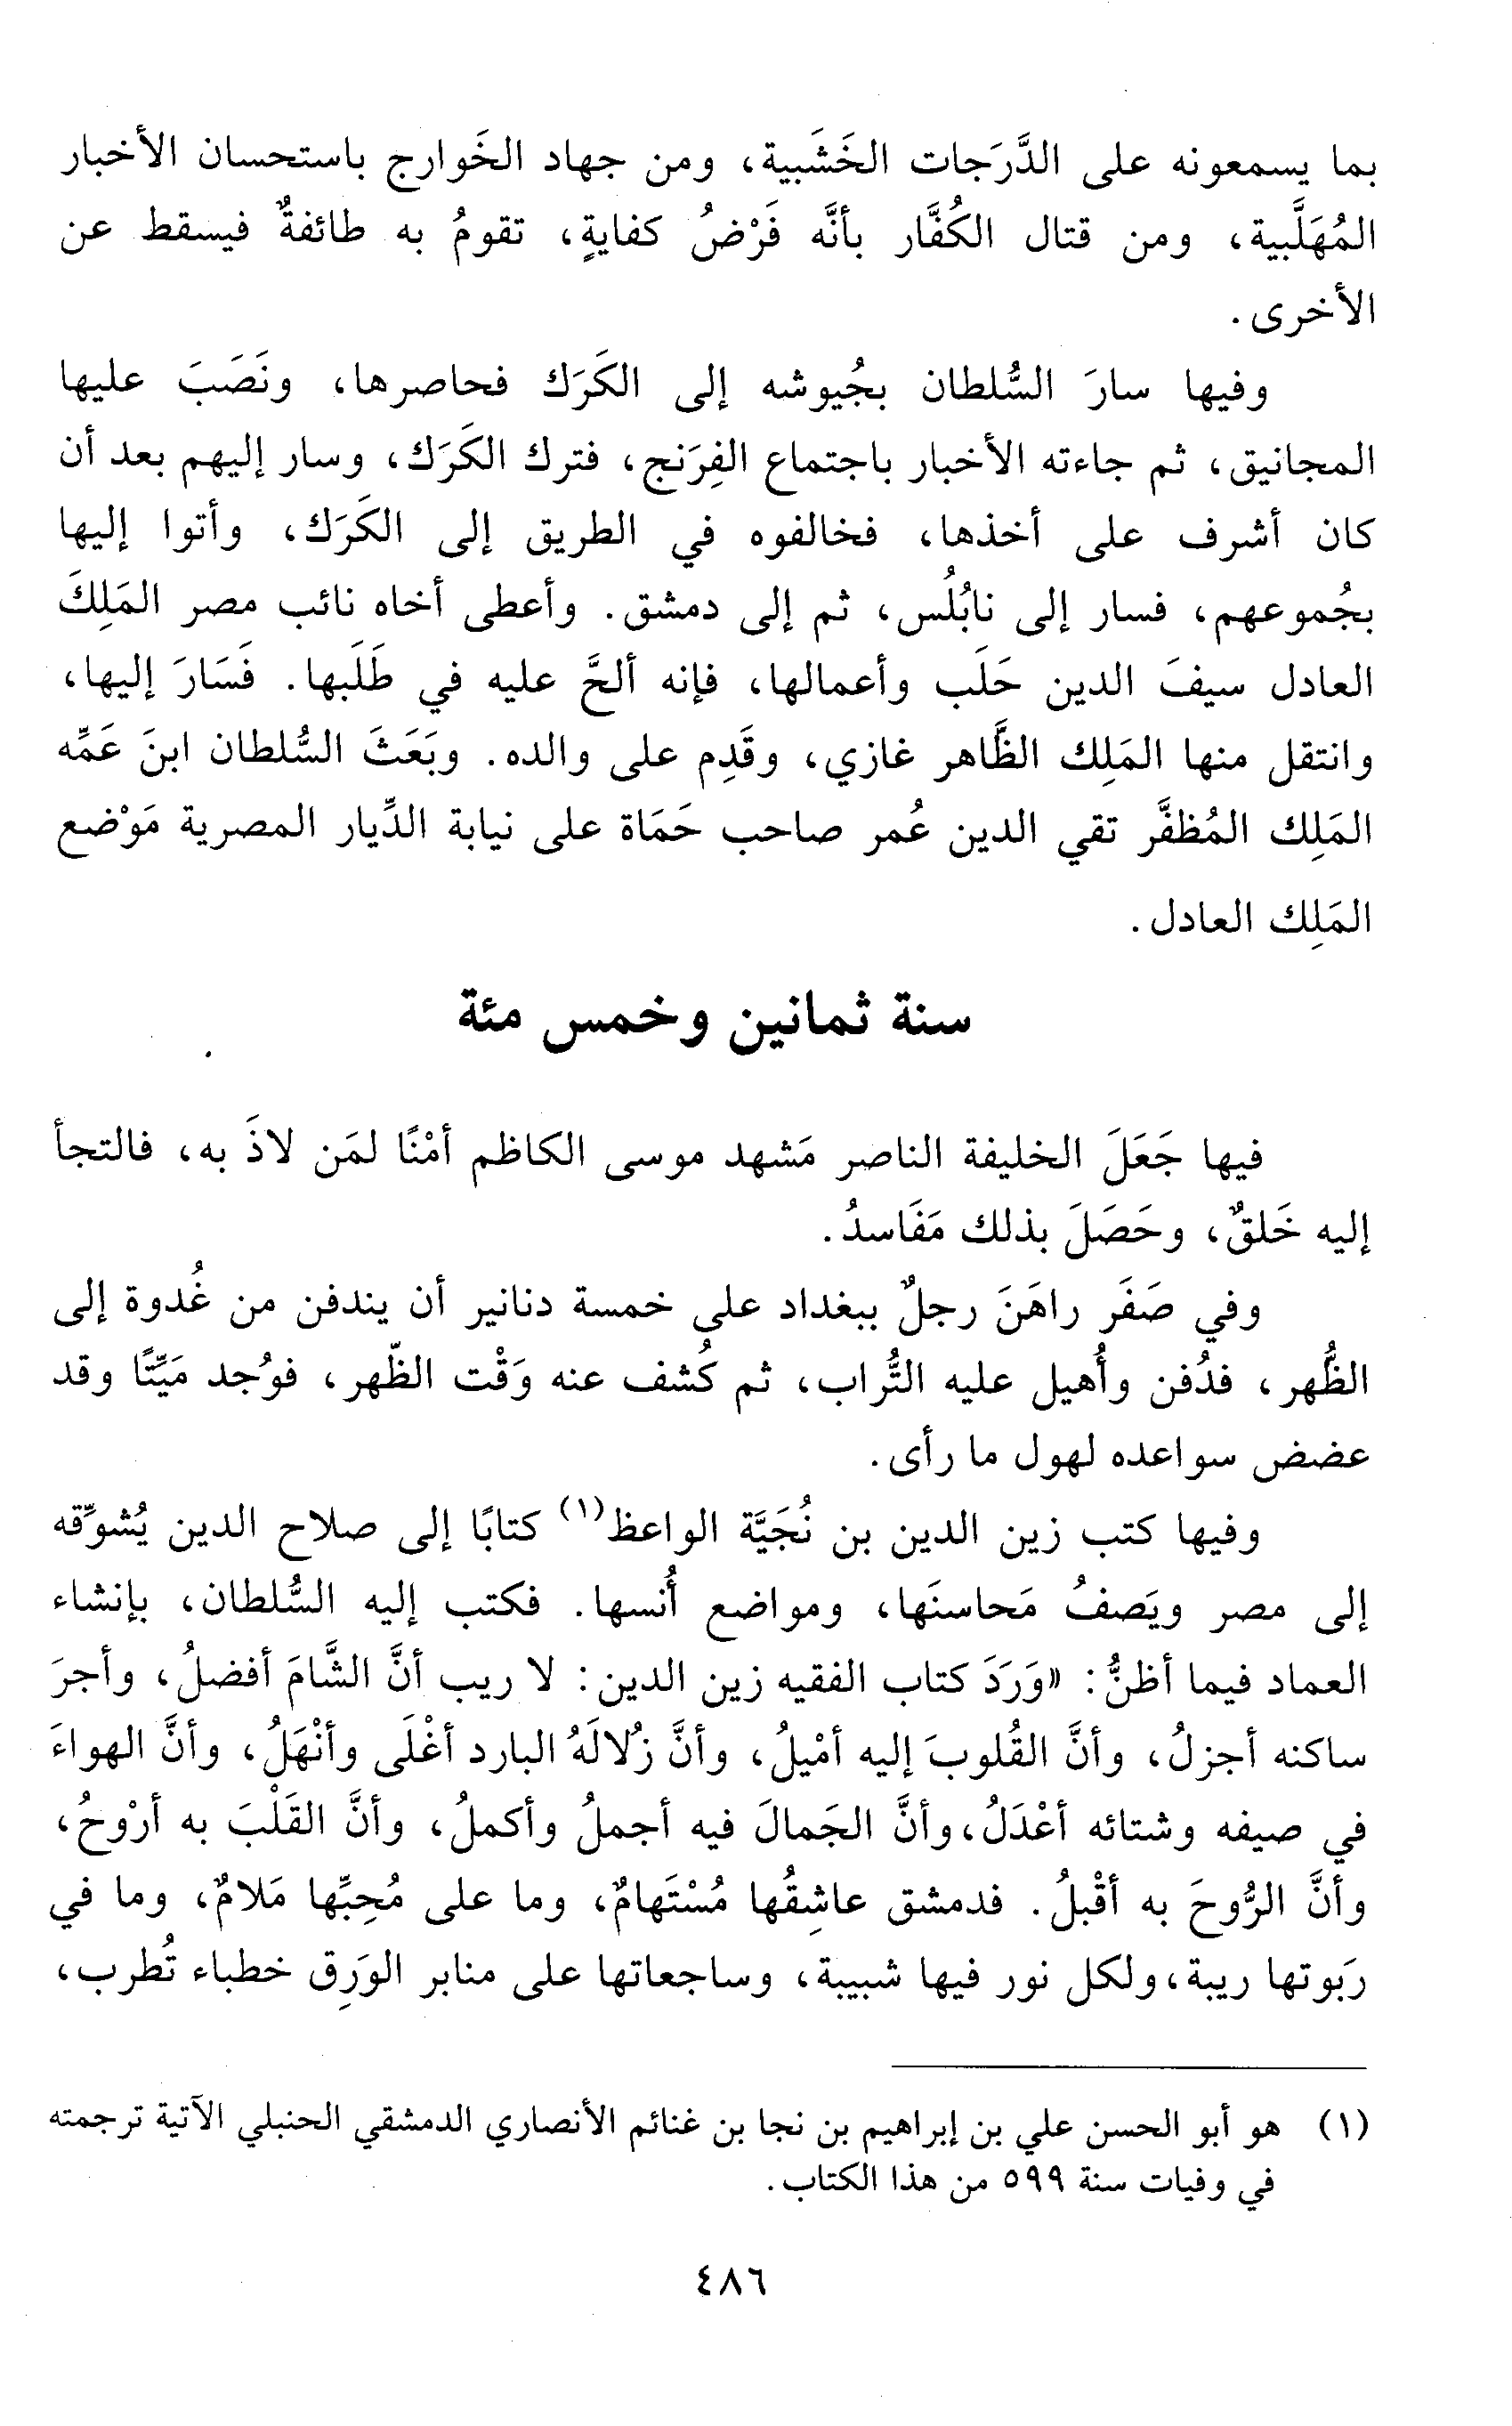 بما يسمعونه على الدَّرَجات الخَشَبية، ومن جهاد الخَوارج باستحسان الأخبار
المُهَلَّبية، ومن قتال الكُفَّار بأنَّه فَرْضُ كفايةٍ، تقومُ به طائفةٌ فيسقط عن
الأخرى.
وفيها سارَ السُّلطان بجُيوشه إلى الكَرَك فحاصرها، ونَصَبَ عليها
المجانيق، ثم جاءته الأخبار باجتماع الفِرَنج، فترك الكَرَك، وسار إليهم بعد أن
كان أشرف على أخذها، فخالفوه في الطريق إلى الكَرَك، وأتوا إليها
بجُموعهم، فسار إلى نابُلُس، ثم إلى دمشق. وأعطى أخاه نائب مصر المَلِكَ
العادل سيفَ الدين حَلَب وأعمالها، فإنه ألحَّ عليه في طَلَبها. فَسَارَ إليها،
وانتقل منها المَلِك الظَّاهر غازي، وقَدِم على والده. وبَعَثَ السُّلطان ابنَ عَمِّه
المَلِك المُظفَّر تقي الدين عُمر صاحب حَمَاة على نيابة الدِّيار المصرية مَوْضع
المَلِك العادل.
سنة ثمانين وخمس مئة
فيها جَعَلَ الخليفة الناصر مَشهد موسى الكاظم أمْنًا لمَن لاذَ به، فالتجأ
إليه خَلقٌ، وحَصَلَ بذلك مَفَاسدُ.
وفي صَفَر راهَنَ رجلٌ ببغداد على خمسة دنانير أن يندفن من غُدوة إلى
الظُّهر، فدُفن وأُهيل عليه التُّراب، ثم كُشف عنه وَقْت الظّهر، فوُجد مَيِّتًا وقد
عضض سواعده لهول ما رأى.
وفيها كتب زين الدين بن نُجَيَّة الواعظ(١) كتابًا إلى صلاح الدين يُشوِّقه
إلى مصر ويَصفُ مَحاسنَها، ومواضع أُنسها. فكتب إليه السُّلطان، بإنشاء
العماد فيما أظنُّ: «وَرَدَ كتاب الفقيه زين الدين: لا ريب أنَّ الشَّامَ أفضلُ، وأجرَ
ساكنه أجزلُ، وأنَّ القُلوبَ إليه أمْيلُ، وأنَّ زُلالَهُ البارد أغْلَى وأنْهَلُ، وأنَّ الهواءَ
في صيفه وشتائه أعْدَلُ،وأنَّ الجَمالَ فيه أجملُ وأكملُ، وأنَّ القَلْبَ به أرْوحُ،
وأنَّ الرُّوحَ به أقْبلُ. فدمشق عاشِقُها مُسْتَهامٌ، وما على مُحِبِّها مَلامٌ، وما في
رَبوتها ريبة،ولكل نور فيها شبيبة، وساجعاتها على منابر الوَرِق خطباء تُطرب،
(١) هو أبو الحسن علي بن إبراهيم بن نجا بن غنائم الأنصاري الدمشقي الحنبلي الآتية ترجمته
في وفيات سنة ٥٩٩ من هذا الكتاب.
٤٨٦